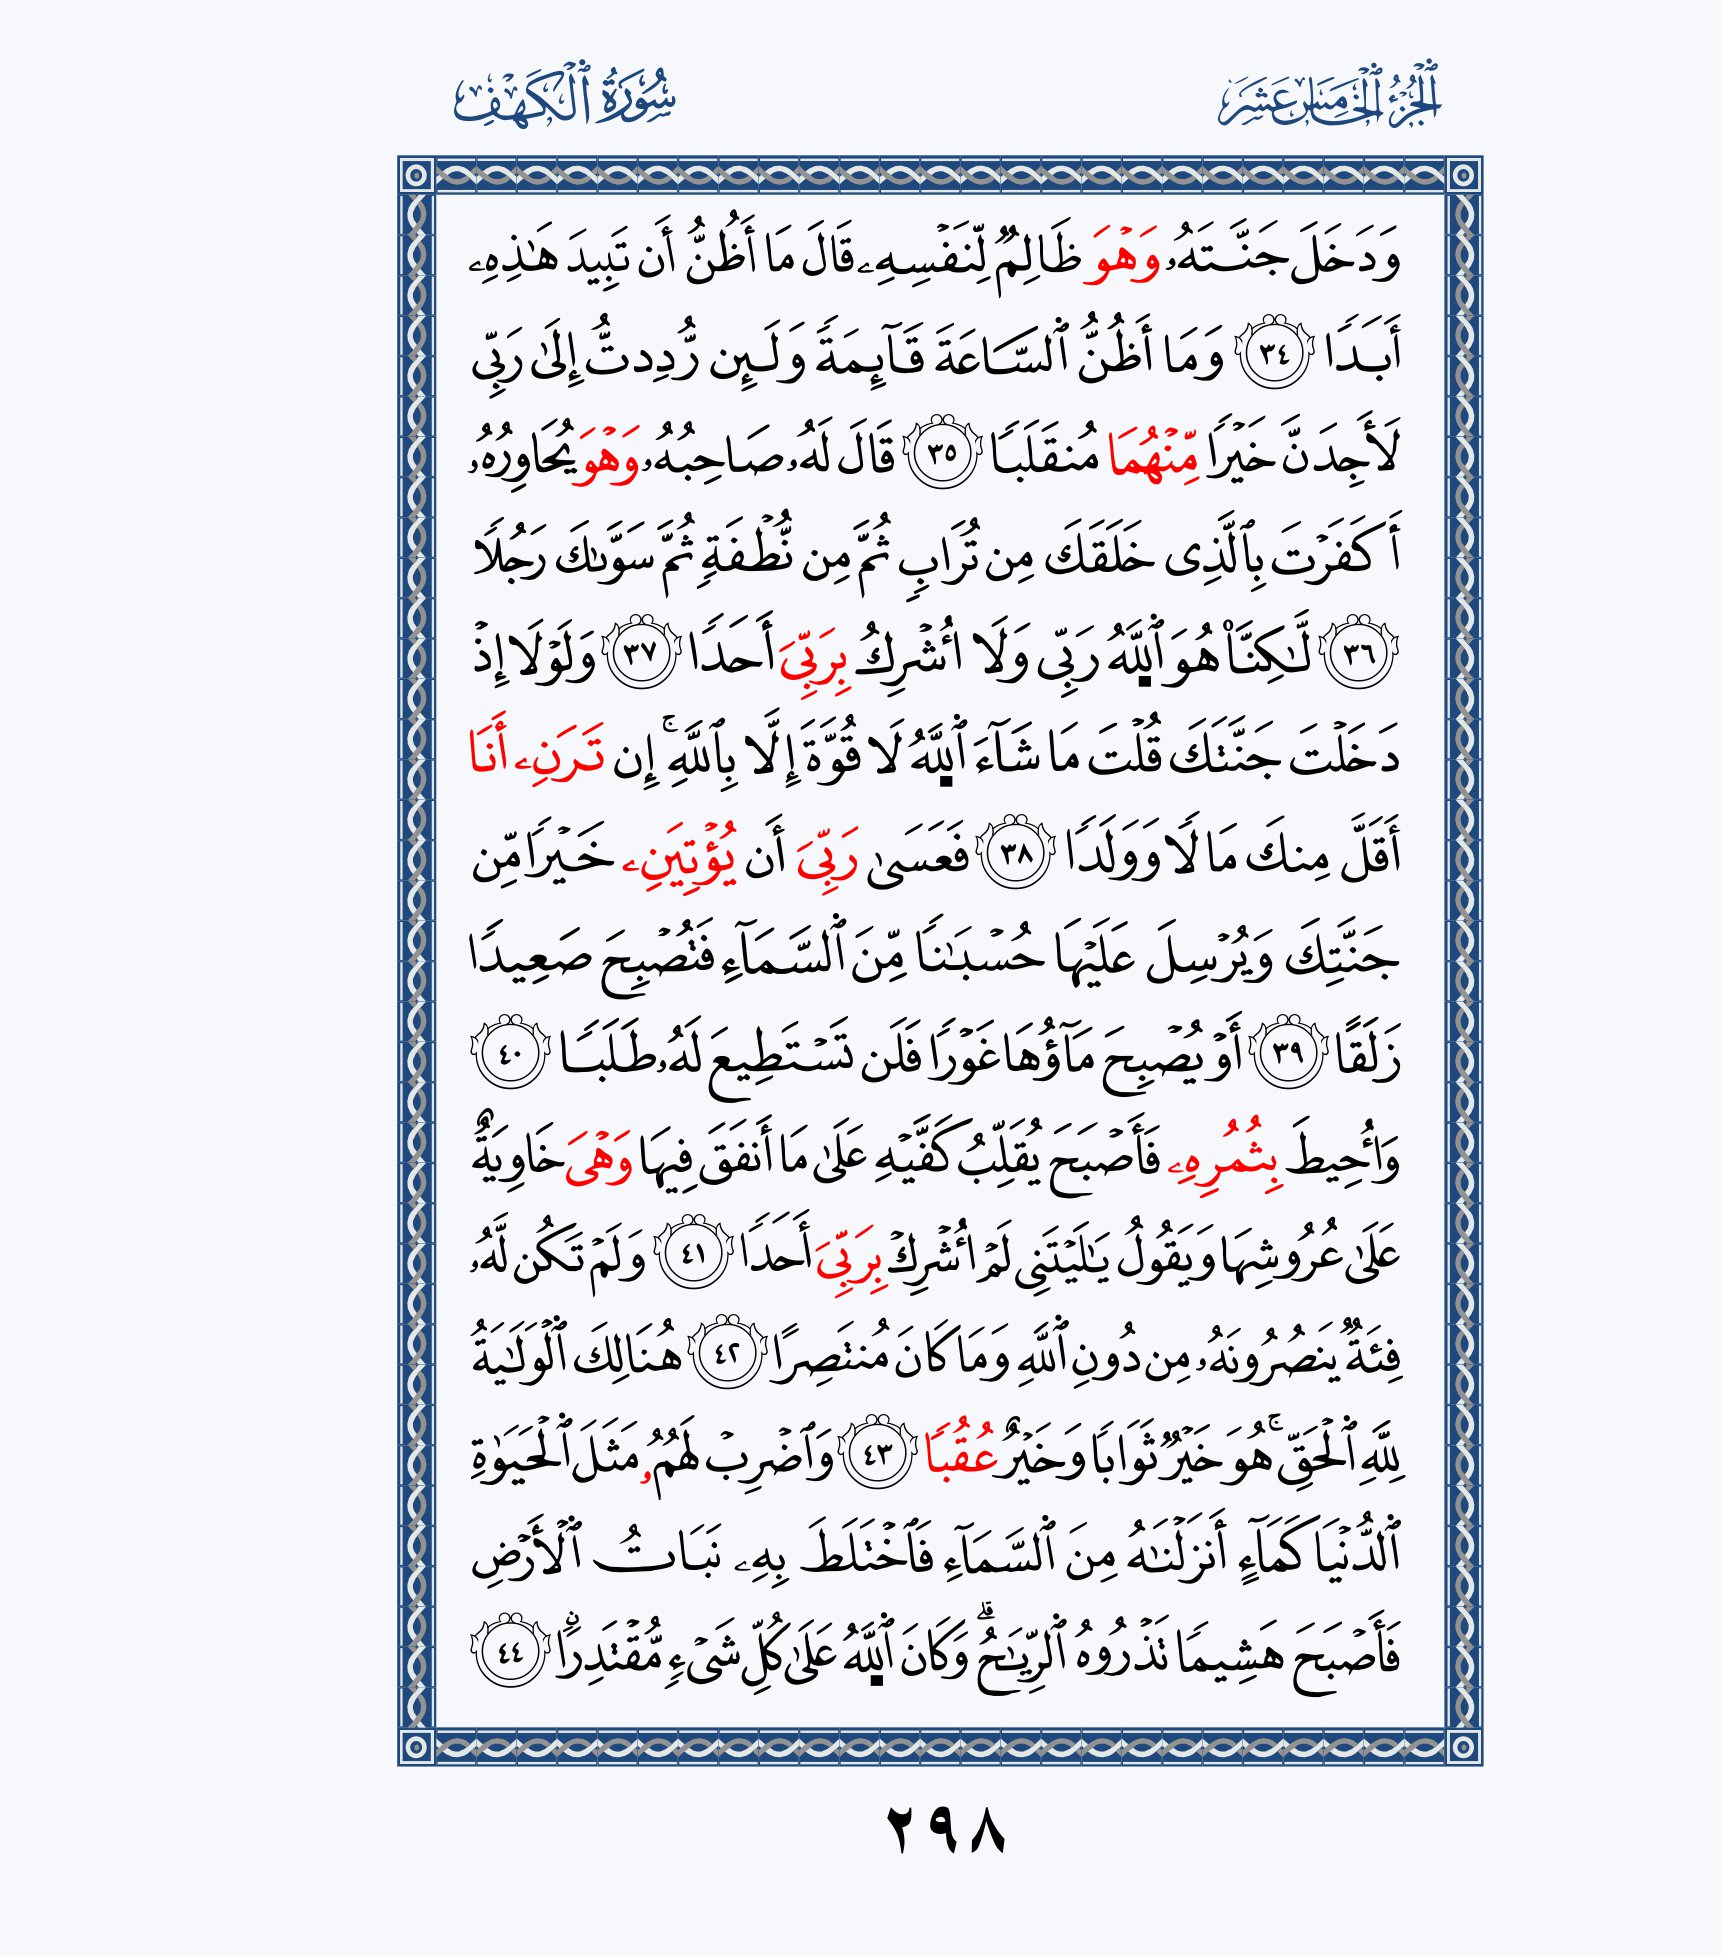 الجُزْءُ ٱلْخَامِسَ عَشَرَ
سُورَةُ ٱلْكَهْفِ
وَدَخَلَ جَنَّتَهُۥ وَهْوَ ظَالِمٌ لِّنَفْسِهِۦ قَالَ مَا أَظُنُّ أَن تَبِيدَ هَٰذِهِۦ
أَبَدًا ٣٤ وَمَا أَظُنُّ ٱلسَّاعَةَ قَآئِمَةً وَلَئِن رُّدِدتُّ إِلَىٰ رَبِّى
لَأَجِدَنَّ خَيْرًا مِّنْهُمَا مُنقَلَبًا ٣٥ قَالَ لَهُۥ صَاحِبُهُۥ وَهْوَ يُحَاوِرُهُۥ
أَكَفَرْتَ بِٱلَّذِى خَلَقَكَ مِن تُرَابٍ ثُمَّ مِن نُّطْفَةٍ ثُمَّ سَوَّىٰكَ رَجُلًا
٣٦ لَّٰكِنَّا۠ هُوَ ٱللَّهُ رَبِّى وَلَا أُشْرِكُ بِرَبِّىَ أَحَدًا ٣٧ وَلَوْلَا إِذْ
دَخَلْتَ جَنَّتَكَ قُلْتَ مَا شَآءَ ٱللَّهُ لَا قُوَّةَ إِلَّا بِٱللَّهِ ۚ إِن تَرَنِۦ أَنَا
أَقَلَّ مِنكَ مَالًا وَوَلَدًا ٣٨ فَعَسَىٰ رَبِّىَ أَن يُؤْتِيَنِۦ خَيْرًا مِّن
جَنَّتِكَ وَيُرْسِلَ عَلَيْهَا حُسْبَٰنًا مِّنَ ٱلسَّمَآءِ فَتُصْبِحَ صَعِيدًا
زَلَقًا ٣٩ أَوْ يُصْبِحَ مَآؤُهَا غَوْرًا فَلَن تَسْتَطِيعَ لَهُۥ طَلَبًا ٤٠
وَأُحِيطَ بِثُمُرِهِۦ فَأَصْبَحَ يُقَلِّبُ كَفَّيْهِ عَلَىٰ مَا أَنفَقَ فِيهَا وَهْىَ خَاوِيَةٌ
عَلَىٰ عُرُوشِهَا وَيَقُولُ يَٰلَيْتَنِى لَمْ أُشْرِكْ بِرَبِّىَ أَحَدًا ٤١ وَلَمْ تَكُن لَّهُۥ
فِئَةٌ يَنصُرُونَهُۥ مِن دُونِ ٱللَّهِ وَمَا كَانَ مُنتَصِرًا ٤٢ هُنَالِكَ ٱلْوَلَٰيَةُ
لِلَّهِ ٱلْحَقِّ ۚ هُوَ خَيْرٌ ثَوَابًا وَخَيْرٌ عُقُبًا ٤٣ وَٱضْرِبْ لَهُمُۥ مَثَلَ ٱلْحَيَوٰةِ
ٱلدُّنْيَا كَمَآءٍ أَنزَلْنَٰهُ مِنَ ٱلسَّمَآءِ فَٱخْتَلَطَ بِهِۦ نَبَاتُ ٱلْأَرْضِ
فَأَصْبَحَ هَشِيمًا تَذْرُوهُ ٱلرِّيَٰحُ ۗ وَكَانَ ٱللَّهُ عَلَىٰ كُلِّ شَىْءٍ مُّقْتَدِرًا ٤٤
٢٩٨